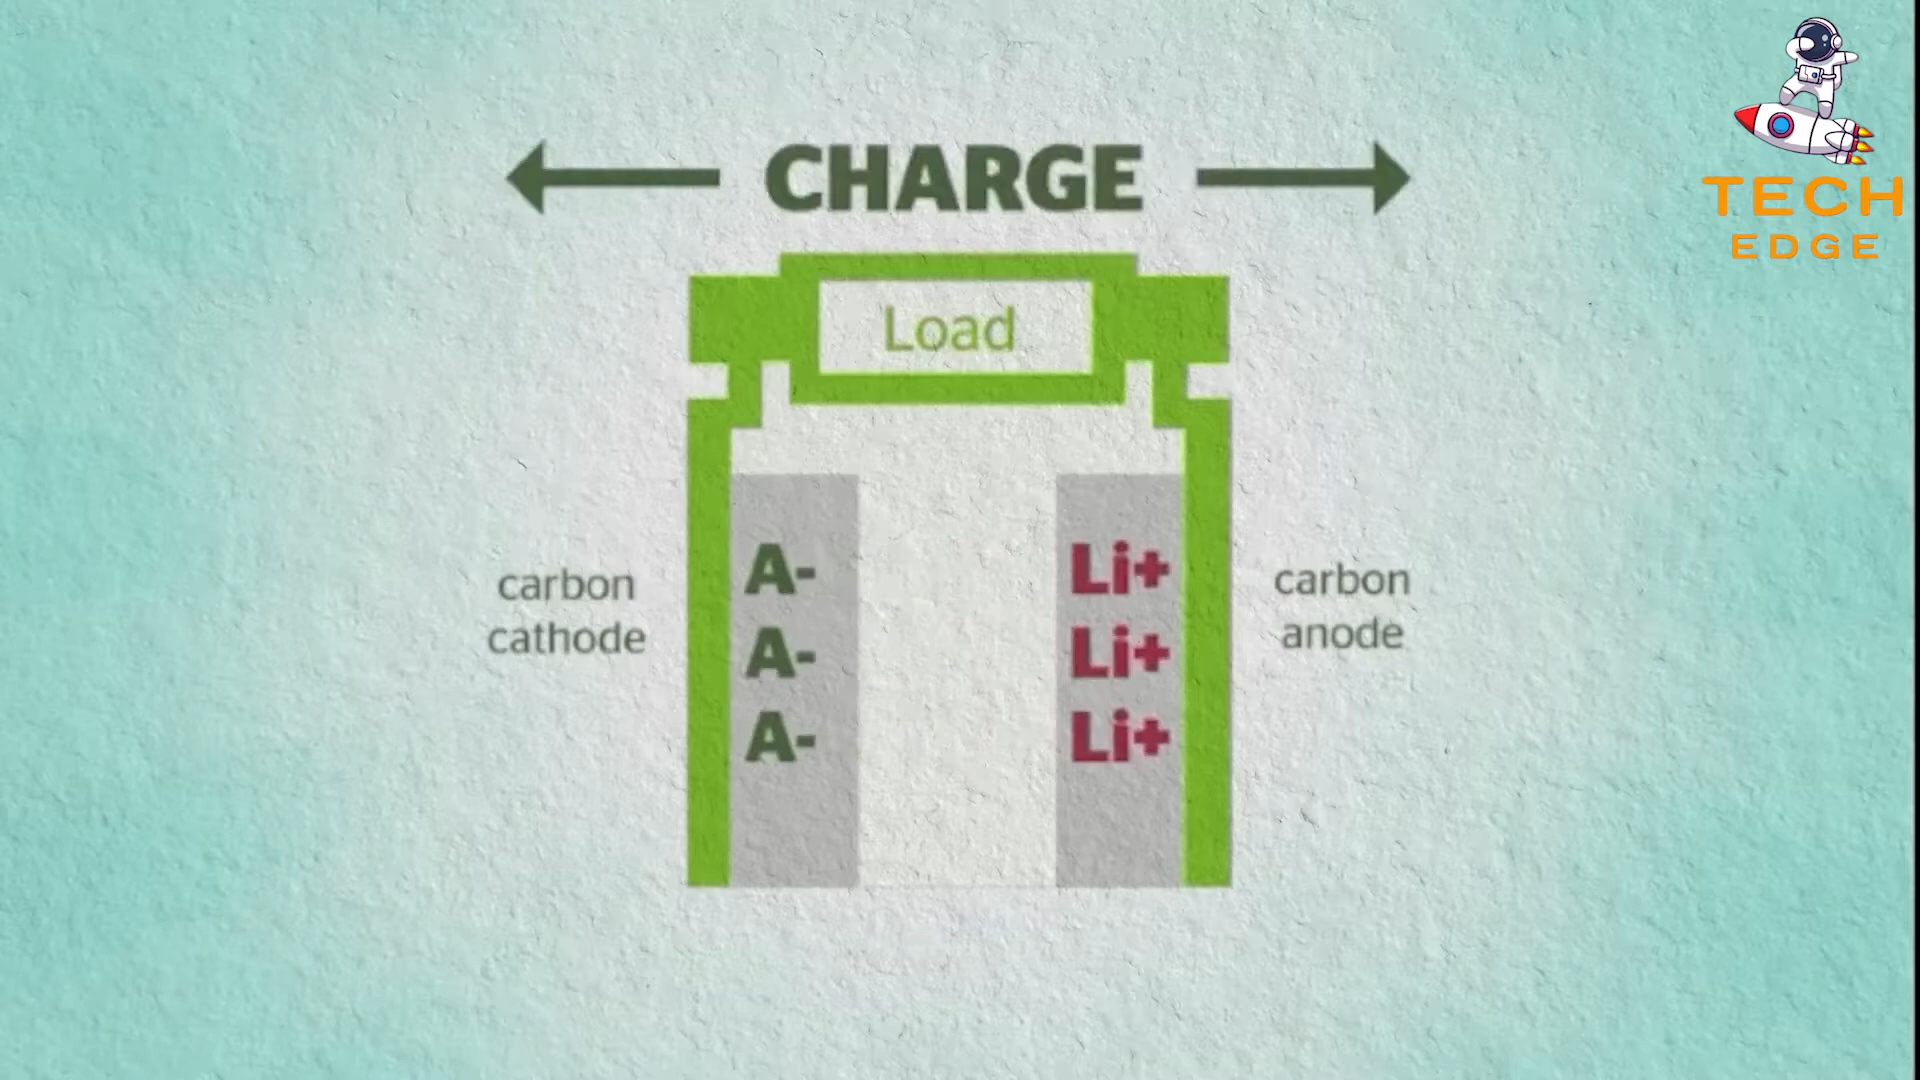 TECH
EDGE
CHARGE
Load
carbon
cathode
A-
A-
A-
Li+
Li+
Li+
carbon
anode